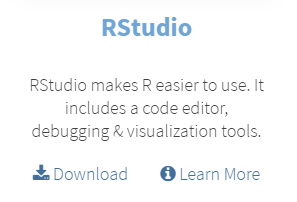 RStudio
RStudio makes R easier to use. It
includes a code editor,
debugging & visualization tools.
Download Learn More